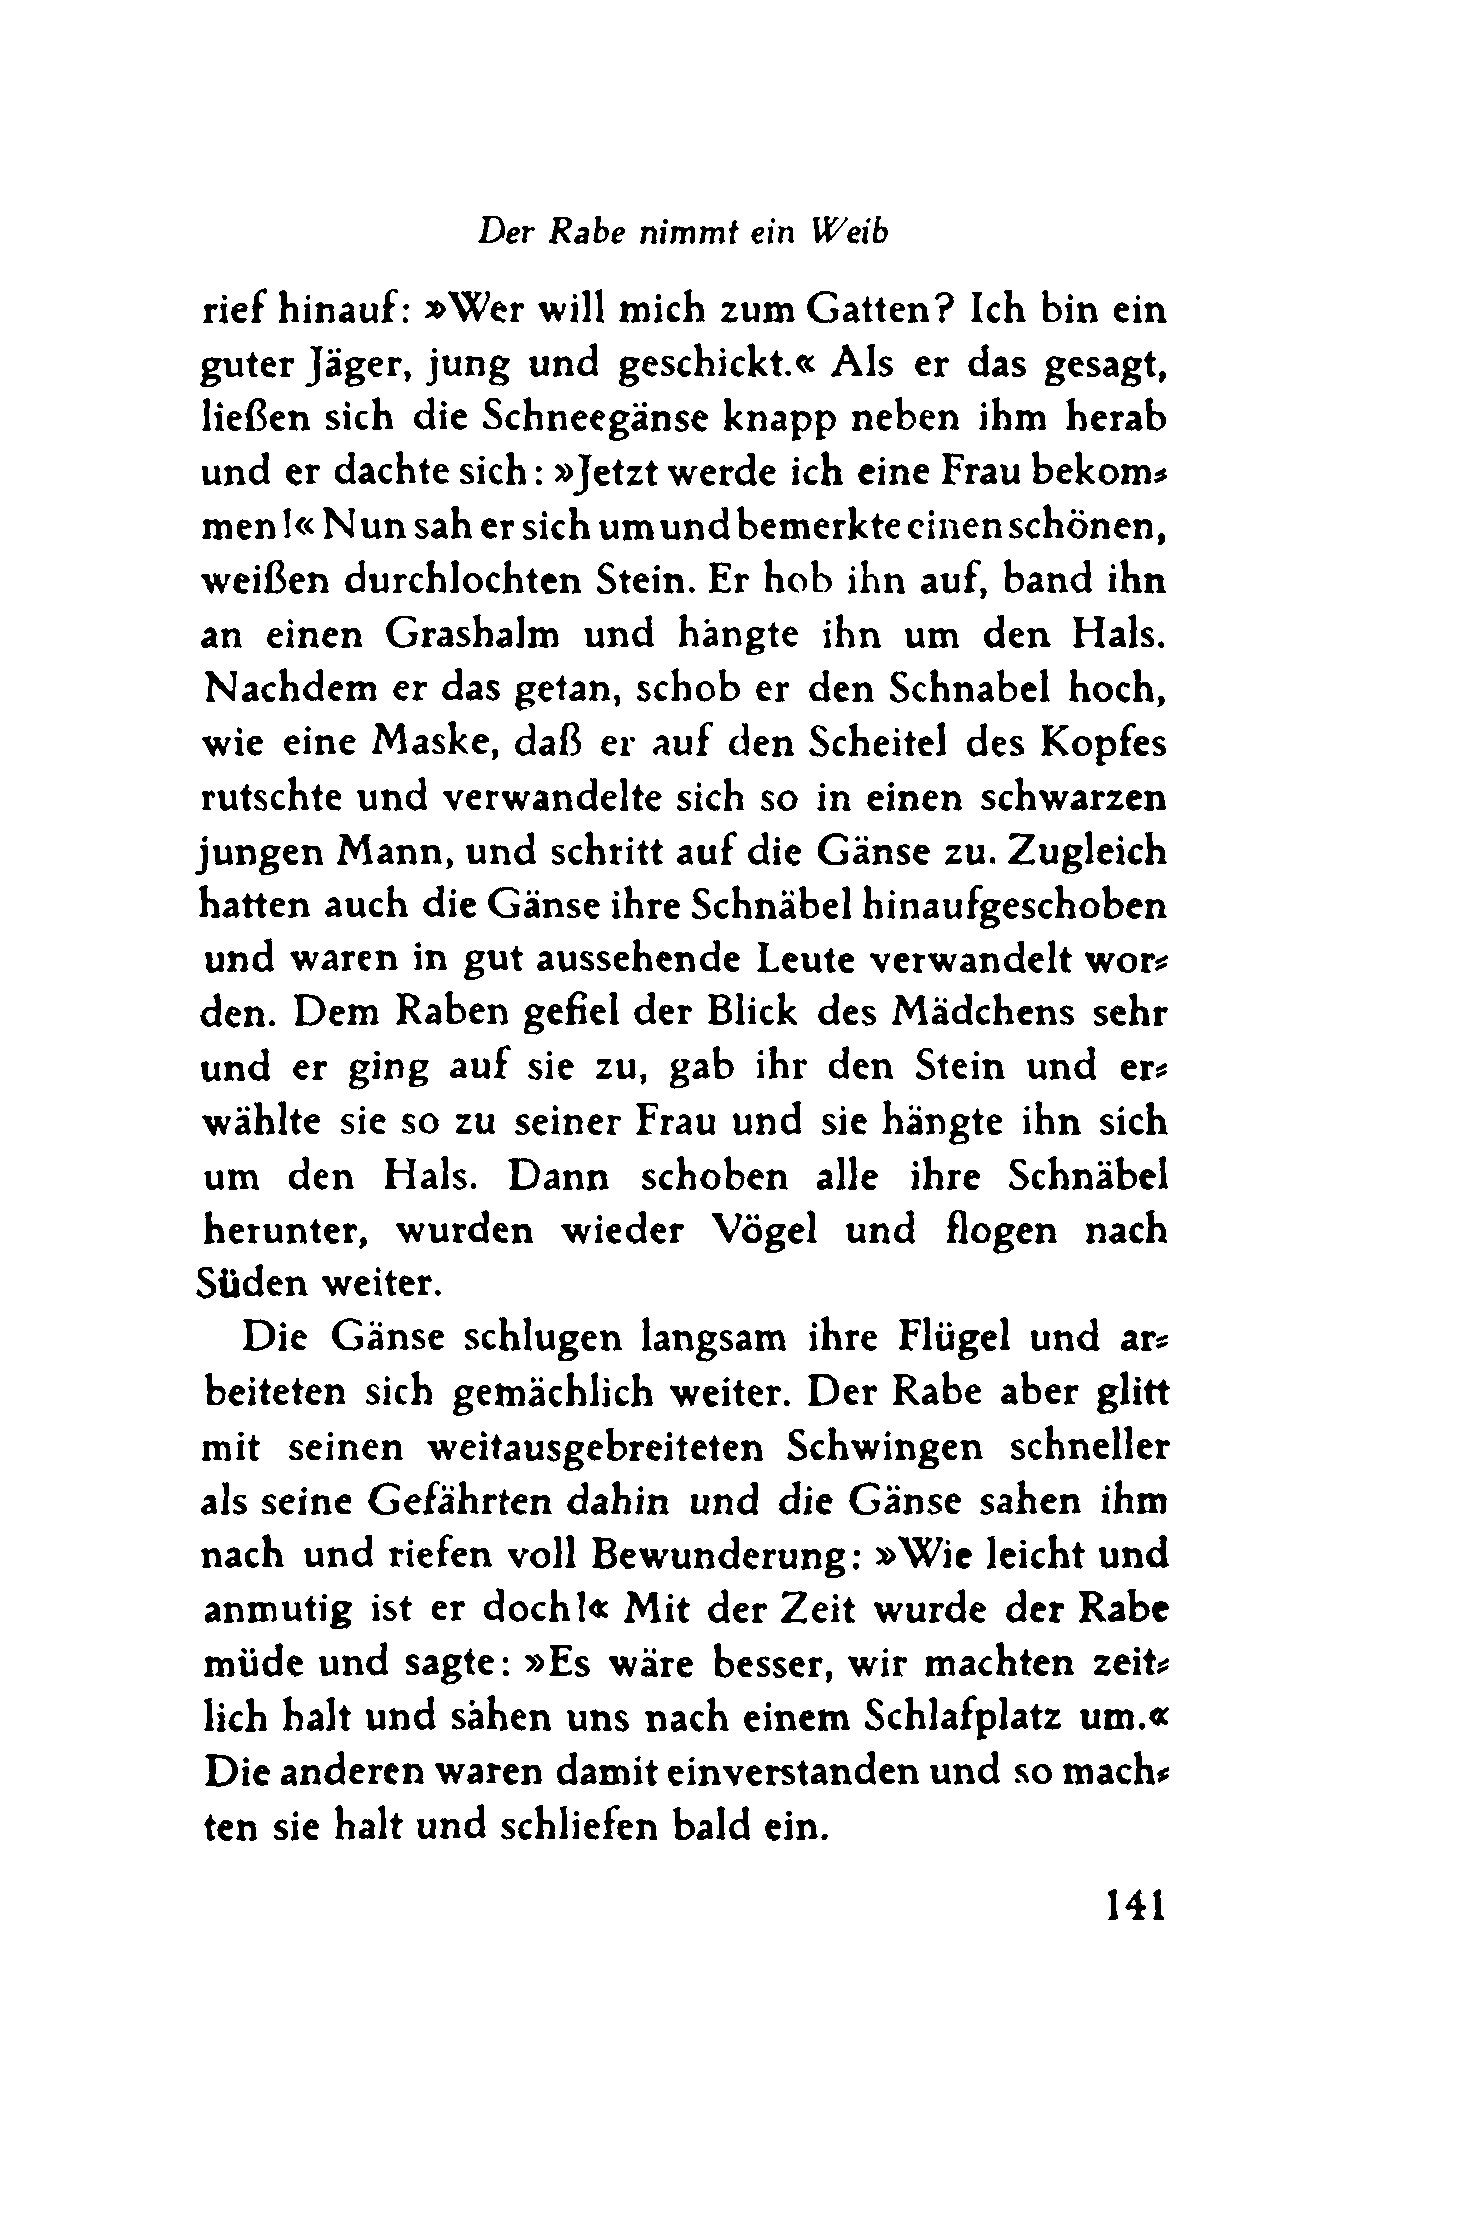 Der Rabe nimmt ein Weib
rief hinauf: »Wer will mich zum Gatten? Ich bin ein
guter Jäger, jung und geschickt.« Als er das gesagt,
ließen sich die Schneegänse knapp neben ihm herab
und er dachte sich: »Jetzt werde ich eine Frau bekom-
men!« Nun sah er sich um und bemerkte einen schönen,
weißen durchlochten Stein. Er hob ihn auf, band ihn
an einen Grashalm und hängte ihn um den Hals.
Nachdem er das getan, schob er den Schnabel hoch,
wie eine Maske, daß er auf den Scheitel des Kopfes
rutschte und verwandelte sich so in einen schwarzen
jungen Mann, und schritt auf die Gänse zu. Zugleich
hatten auch die Gänse ihre Schnäbel hinaufgeschoben
und waren in gut aussehende Leute verwandelt wor-
den. Dem Raben gefiel der Blick des Mädchens sehr
und er ging auf sie zu, gab ihr den Stein und er-
wählte sie so zu seiner Frau und sie hängte ihn sich
um den Hals. Dann schoben alle ihre Schnäbel
herunter, wurden wieder Vögel und flogen nach
Süden weiter.
Die Gänse schlugen langsam ihre Flügel und ar-
beiteten sich gemächlich weiter. Der Rabe aber glitt
mit seinen weitausgebreiteten Schwingen schneller
als seine Gefährten dahin und die Gänse sahen ihm
nach und riefen voll Bewunderung: »Wie leicht und
anmutig ist er doch!« Mit der Zeit wurde der Rabe
müde und sagte: »Es wäre besser, wir machten zeit-
lich halt und sähen uns nach einem Schlafplatz um.«
Die anderen waren damit einverstanden und so mach-
ten sie halt und schliefen bald ein.
141